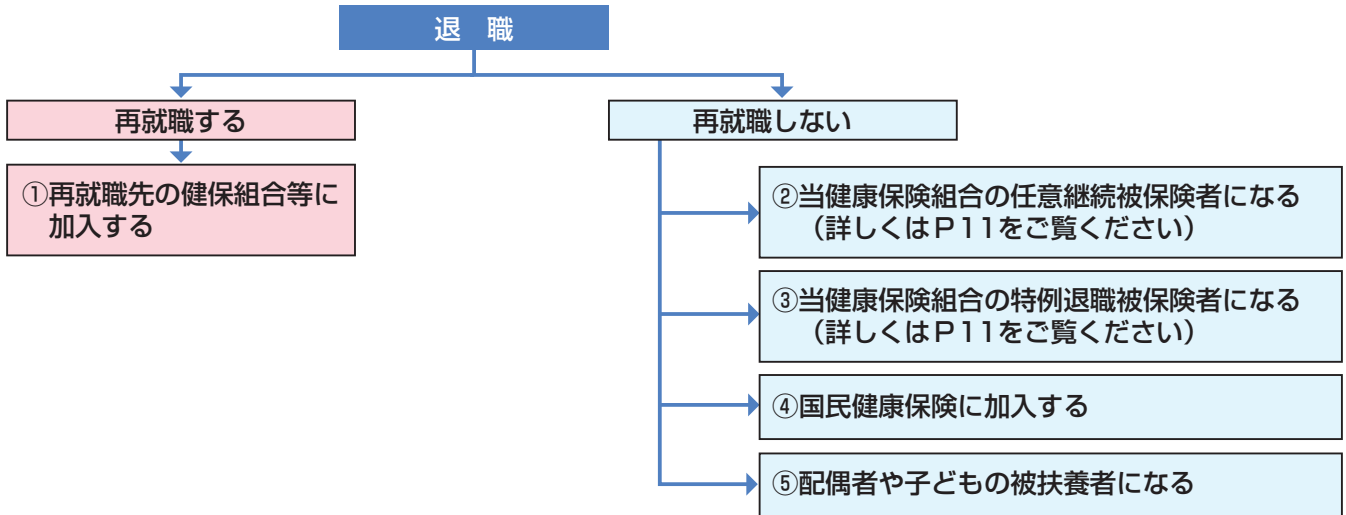 退 職
再就職する
再就職しない
①再就職先の健保組合等に
加入する
②当健康保険組合の任意継続被保険者になる
（詳しくはＰ１１をご覧ください）
③当健康保険組合の特例退職被保険者になる
（詳しくはＰ１１をご覧ください）
④国民健康保険に加入する
⑤配偶者や子どもの被扶養者になる